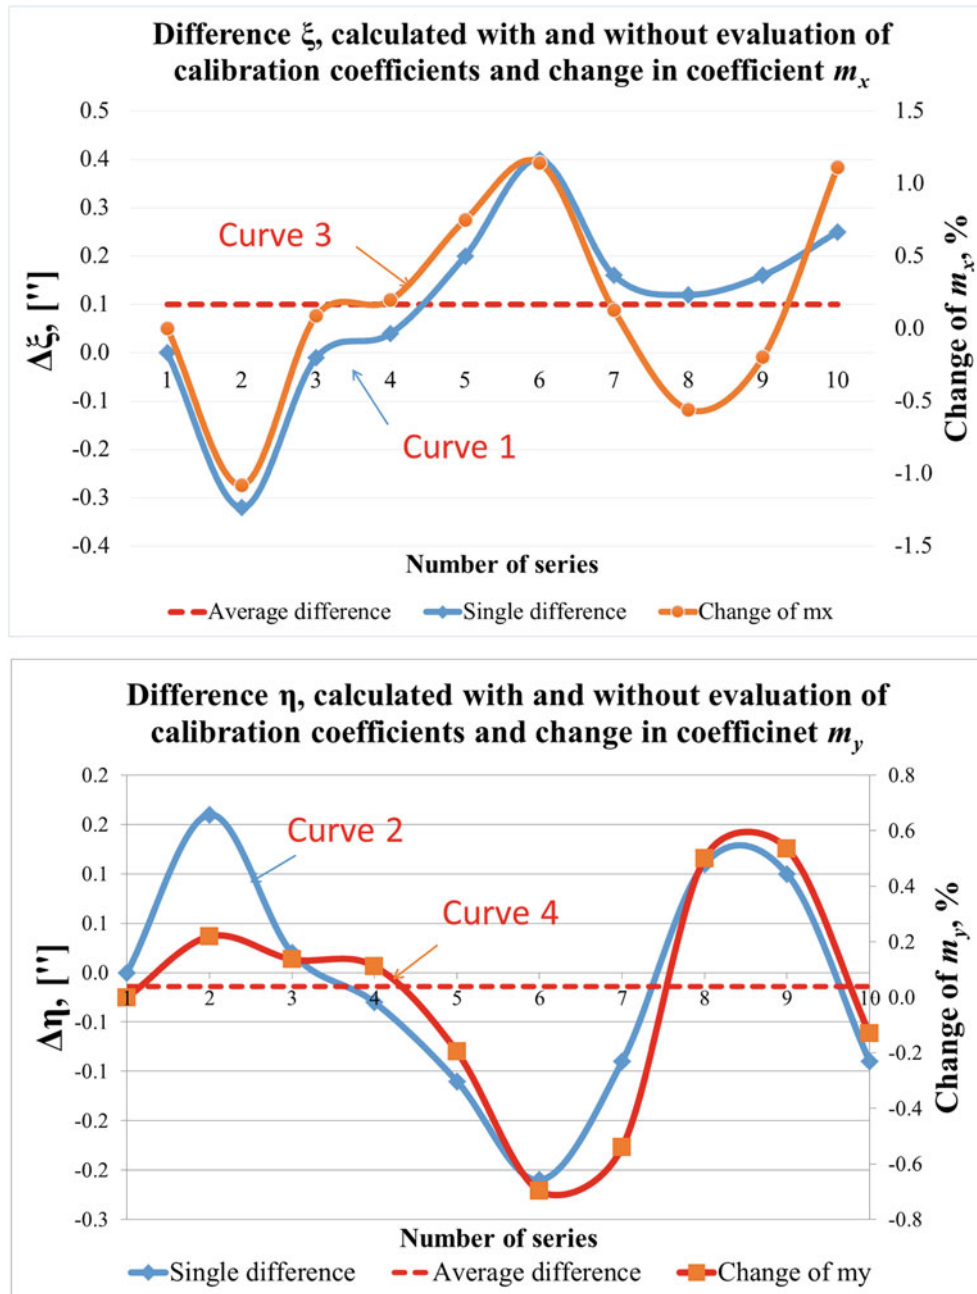 Difference ξ, calculated with and without evaluation of
calibration coefficients and change in coefficient mx
0.5
0.4
0.3
0.2
0.1
0.0
-0.1
-0.2
-0.3
-0.4
Δξ, ["]
1.5
1.0
0.5
0.0
-0.5
-1.0
-1.5
Change of mx, %
Curve 3
Curve 1
1 2 3 4 5 6 7 8 9 10
Number of series
Average difference Single difference Change of mx
Difference η, calculated with and without evaluation of
calibration coefficients and change in coefficinet my
0.2
0.2
0.1
0.1
0.0
-0.1
-0.1
-0.2
-0.2
-0.3
Δη, ["]
0.8
0.6
0.4
0.2
0.0
-0.2
-0.4
-0.6
-0.8
Change of my, %
Curve 2
Curve 4
1 2 3 4 5 6 7 8 9 10
Number of series
Single difference Average difference Change of my